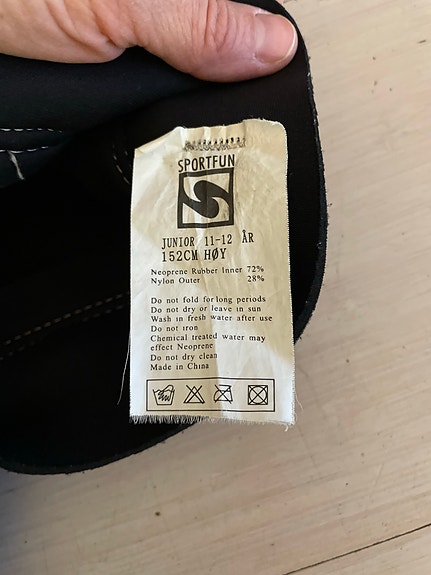 SPORTFUN
JUNIOR 11-12 ÅR
152CM HØY
Neoprene Rubber Inner 72%
Nylon Outer 28%
Do not fold for long periods
Do not dry or leave in sun
Wash in fresh water after use
Do not iron
Chemical treated water may
effect Neoprene
Do not dry clean
Made in China